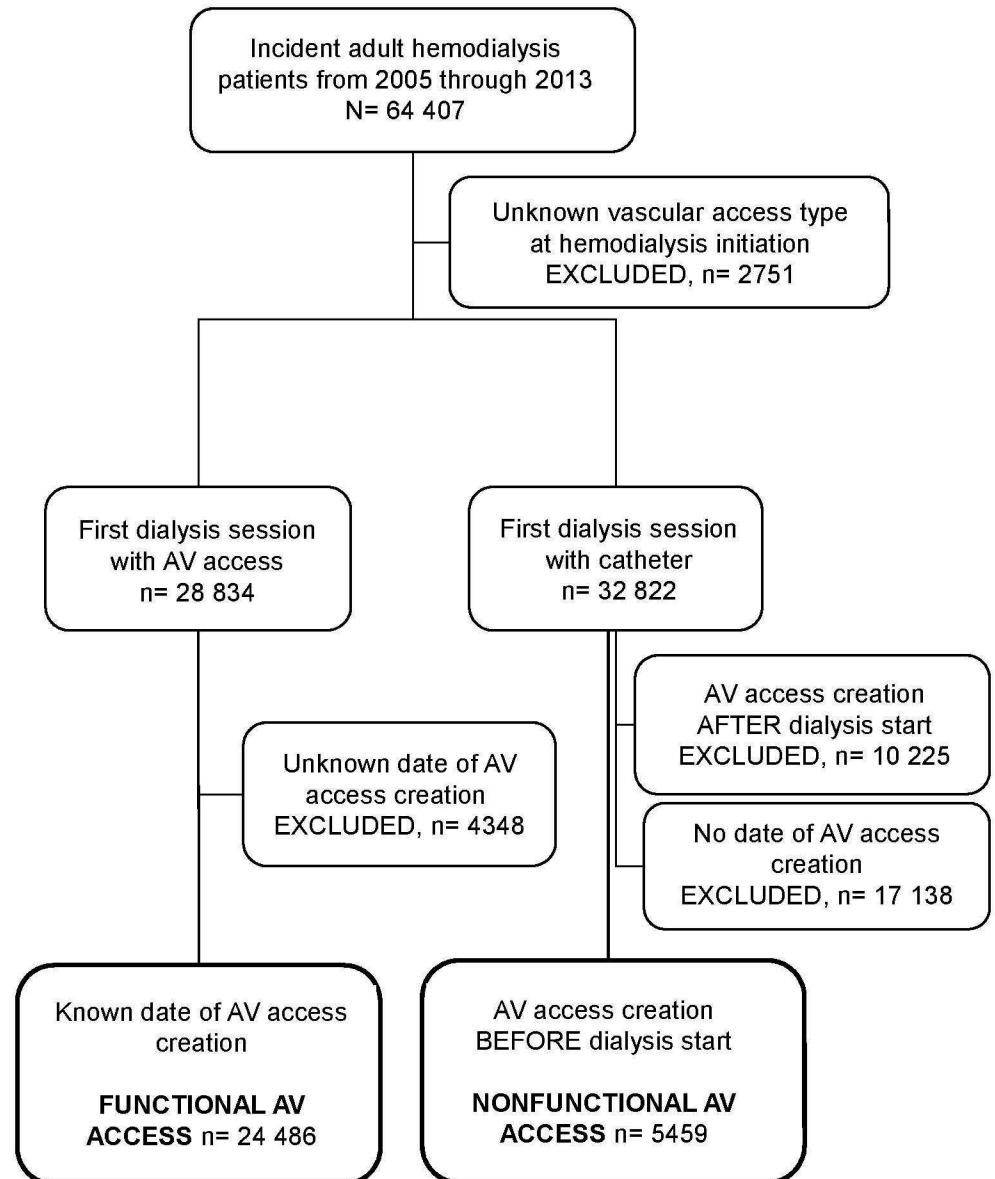 Incident adult hemodialysis
patients from 2005 through 2013
N= 64 407
Unknown vascular access type
at hemodialysis initiation
EXCLUDED, n= 2751
First dialysis session
with AV access
n= 28 834
First dialysis session
with catheter
n= 32 822
AV access creation
AFTER dialysis start
EXCLUDED, n= 10 225
Unknown date of AV
access creation
EXCLUDED, n= 4348
No date of AV access
creation
EXCLUDED, n= 17 138
Known date of AV access
creation
FUNCTIONAL AV
ACCESS n= 24 486
AV access creation
BEFORE dialysis start
NONFUNCTIONAL AV
ACCESS n= 5459